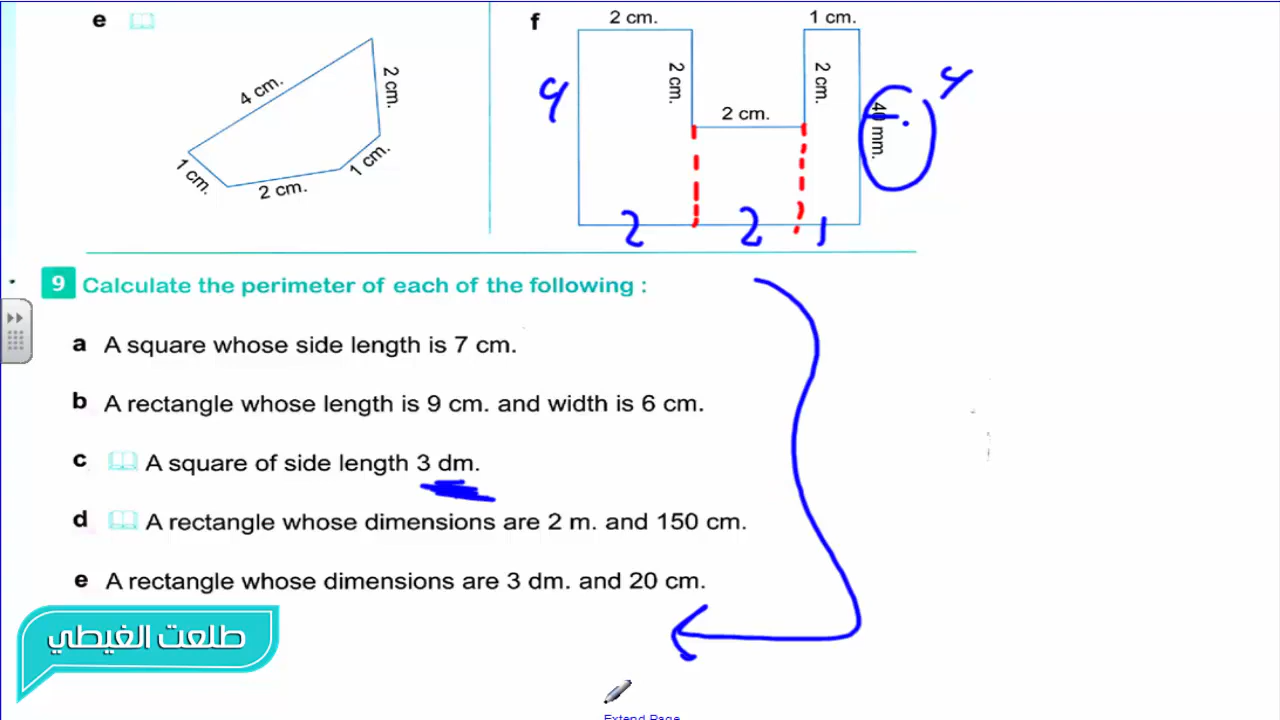 e
4 cm.
2 cm.
1 cm.
2 cm.
1 cm.
f
2 cm.
1 cm.
2 cm.
2 cm.
2 cm.
40 mm.
4
4
2 2 1
9 Calculate the perimeter of each of the following :
a A square whose side length is 7 cm.
b A rectangle whose length is 9 cm. and width is 6 cm.
c A square of side length 3 dm.
d A rectangle whose dimensions are 2 m. and 150 cm.
e A rectangle whose dimensions are 3 dm. and 20 cm.
طلعت الغيطي
Extend Page